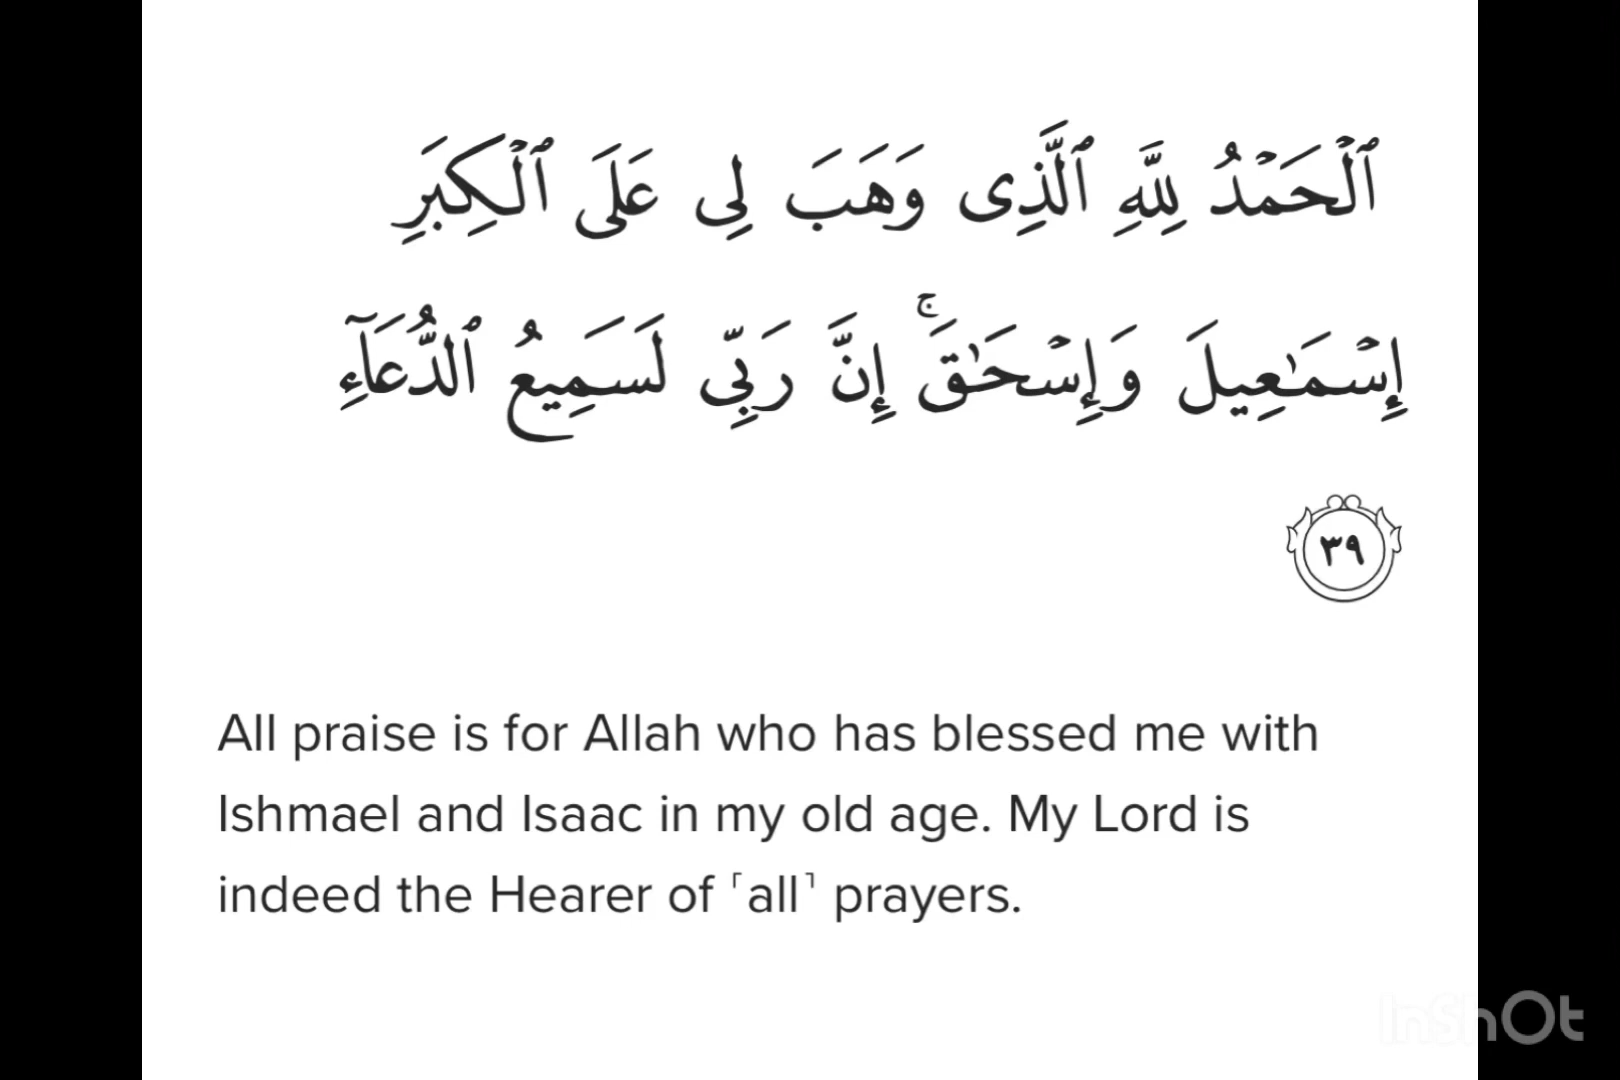 ٱلْحَمْدُ لِلَّهِ ٱلَّذِى وَهَبَ لِى عَلَى ٱلْكِبَرِ
إِسْمَـٰعِيلَ وَإِسْحَـٰقَ ۚ إِنَّ رَبِّى لَسَمِيعُ ٱلدُّعَآءِ
٣٩
All praise is for Allah who has blessed me with
Ishmael and Isaac in my old age. My Lord is
indeed the Hearer of ˹all˺ prayers.
InShOt